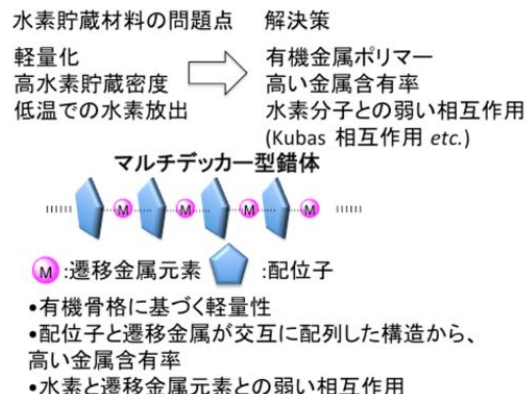 水素貯蔵材料の問題点 解決策
軽量化
高水素貯蔵密度
低温での水素放出
有機金属ポリマー
高い金属含有率
水素分子との弱い相互作用
(Kubas 相互作用 etc.)
マルチデッカー型錯体
M M M M
M :遷移金属元素 :配位子
•有機骨格に基づく軽量性
•配位子と遷移金属が交互に配列した構造から、
高い金属含有率
•水素と遷移金属元素との弱い相互作用